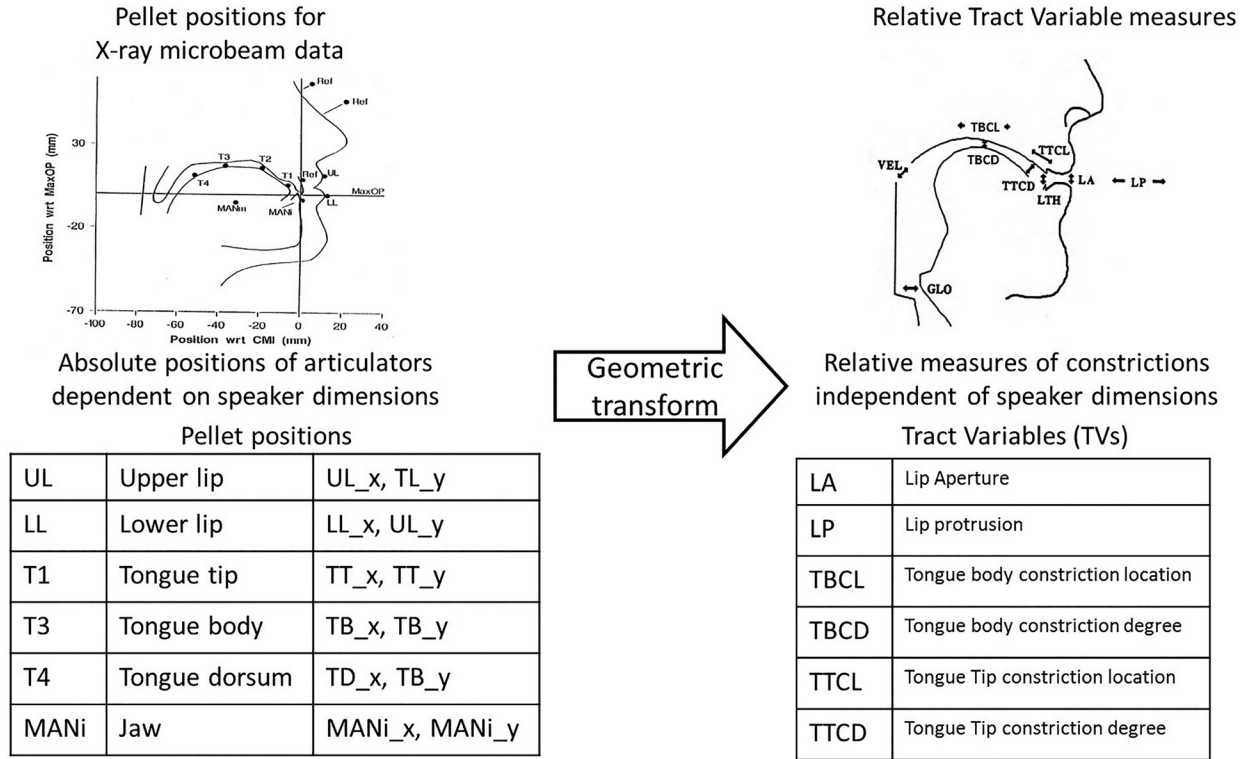 Pellet positions for
X-ray microbeam data
Ref
Ref
Position wrt MaxOP (mm)
30
T3
T2
T4
T1
Ref
UL
MaxOP
MANm
MANi
LL
-20
-70
-100 -80 -60 -40 -20 0 20 40
Position wrt CMI (mm)
Absolute positions of articulators
dependent on speaker dimensions
Pellet positions
UL Upper lip UL_x, TL_y
LL Lower lip LL_x, UL_y
T1 Tongue tip TT_x, TT_y
T3 Tongue body TB_x, TB_y
T4 Tongue dorsum TD_x, TB_y
MANi Jaw MANi_x, MANi_y
Geometric
transform
Relative Tract Variable measures
TBCL
TBCD
TTCL
VEL
TTCD
LA
LP
LTH
GLO
Relative measures of constrictions
independent of speaker dimensions
Tract Variables (TVs)
LA Lip Aperture
LP Lip protrusion
TBCL Tongue body constriction location
TBCD Tongue body constriction degree
TTCL Tongue Tip constriction location
TTCD Tongue Tip constriction degree